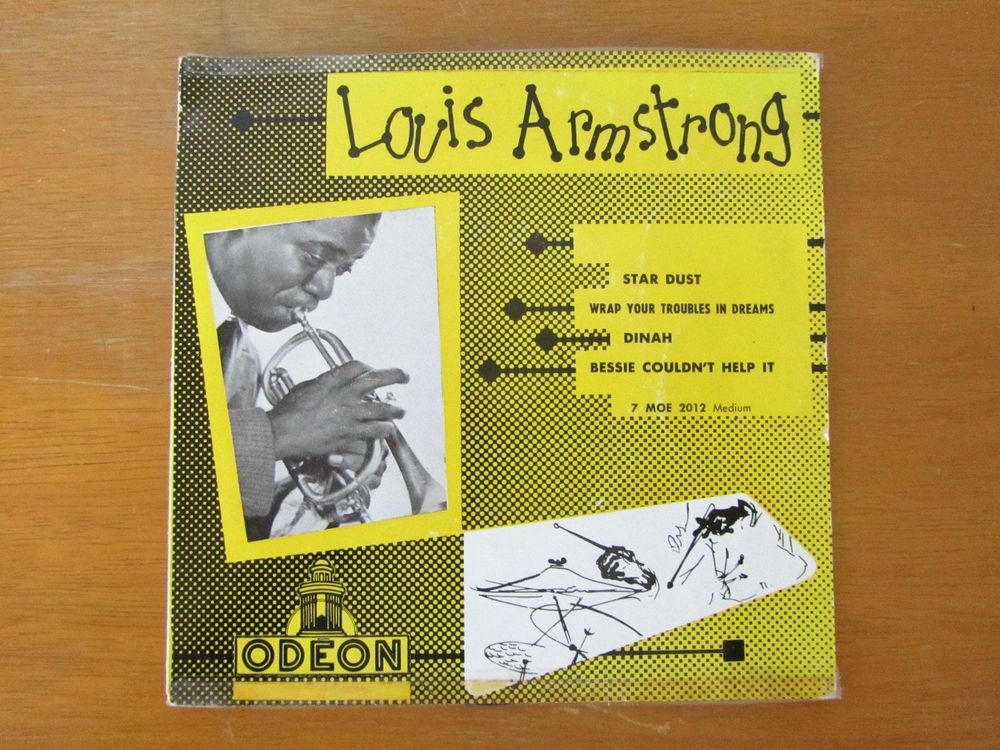 Louis Armstrong
STAR DUST
WRAP YOUR TROUBLES IN DREAMS
DINAH
BESSIE COULDN'T HELP IT
7 MOE 2012 Medium
ODEON